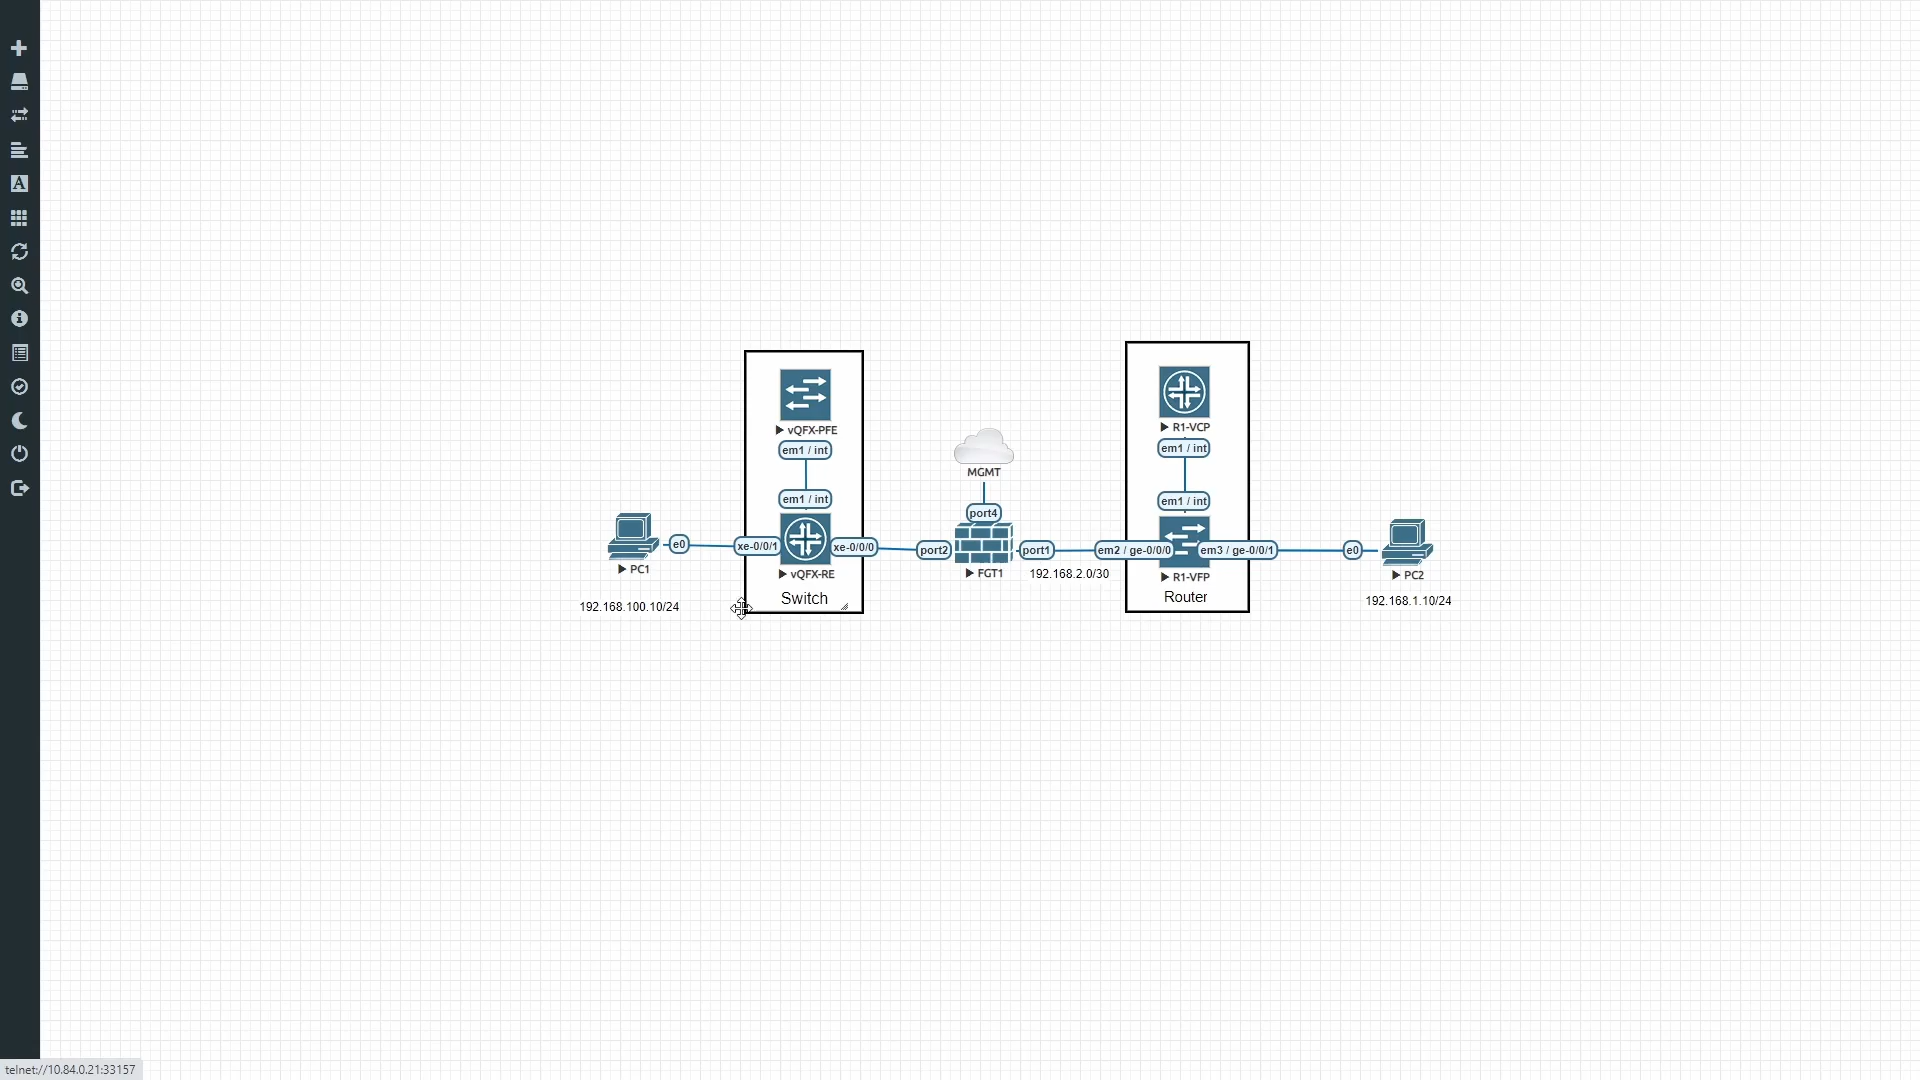 vQFX-PFE
em1 / int
em1 / int
vQFX-RE
Switch
PC1
e0
192.168.100.10/24
xe-0/0/1
xe-0/0/0
MGMT
port4
port2
FGT1
port1
192.168.2.0/30
R1-VCP
em1 / int
em1 / int
em2 / ge-0/0/0
em3 / ge-0/0/1
R1-VFP
Router
e0
PC2
192.168.1.10/24
telnet://10.84.0.21:33157